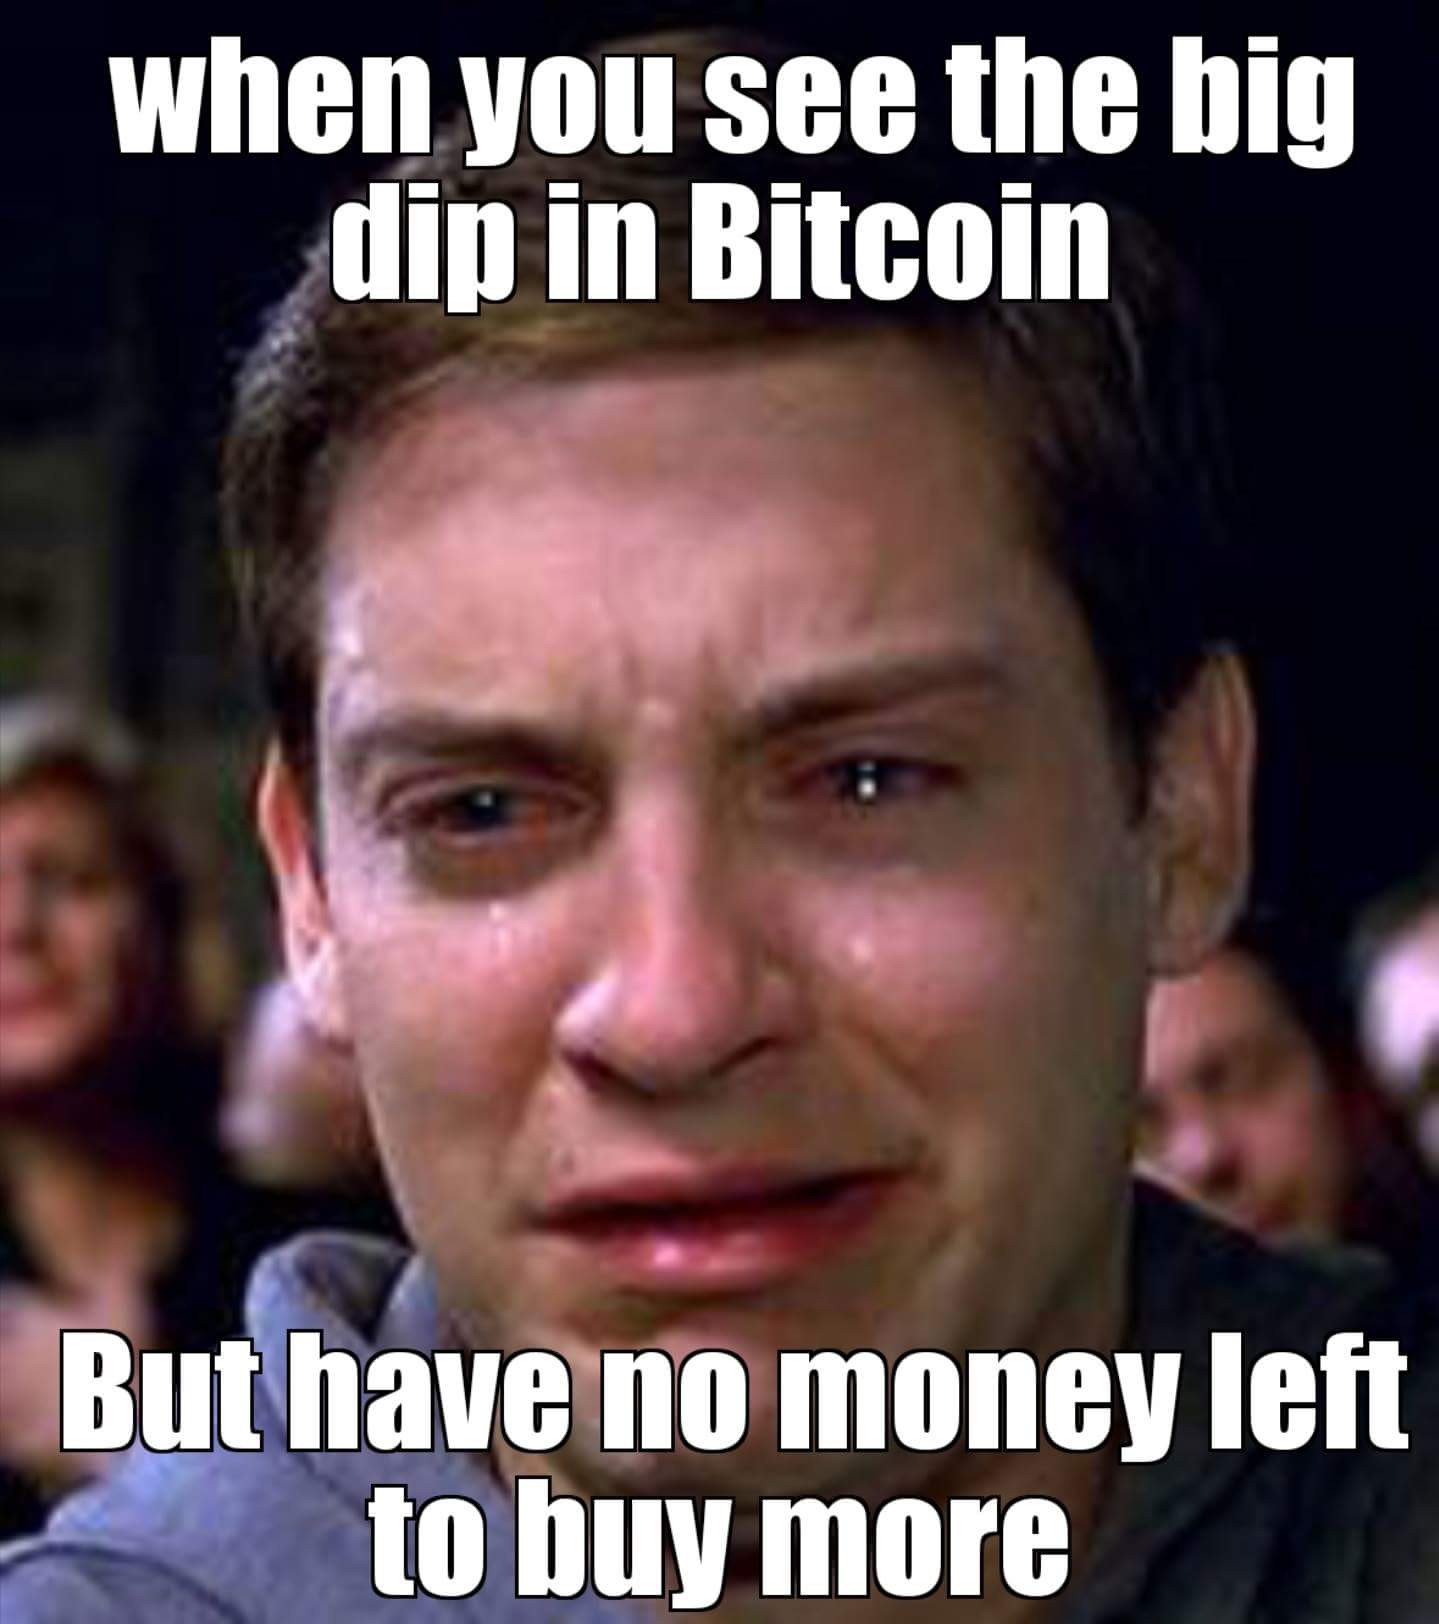 when you see the big
dip in Bitcoin
But have no money left
to buy more